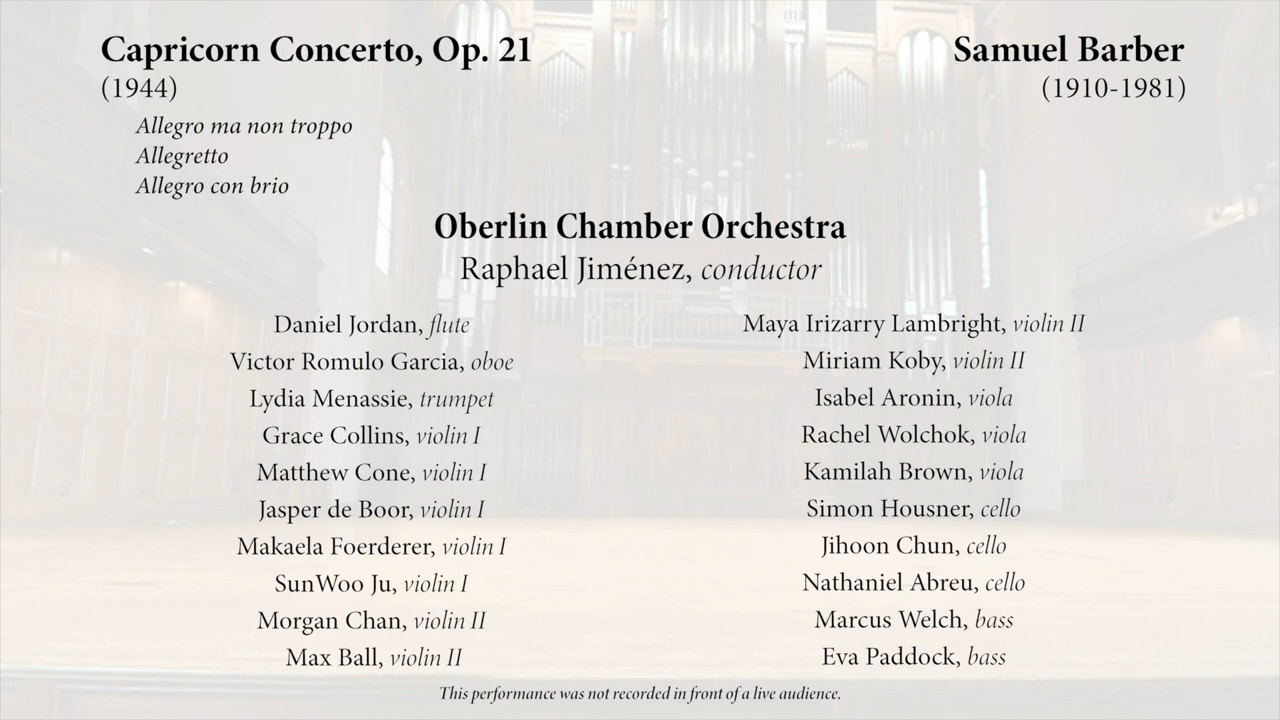 Capricorn Concerto, Op. 21
(1944)
Allegro ma non troppo
Allegretto
Allegro con brio
Samuel Barber
(1910-1981)
Oberlin Chamber Orchestra
Raphael Jiménez, conductor
Daniel Jordan, flute
Victor Romulo Garcia, oboe
Lydia Menassie, trumpet
Grace Collins, violin I
Matthew Cone, violin I
Jasper de Boor, violin I
Makaela Foerderer, violin I
SunWoo Ju, violin I
Morgan Chan, violin II
Max Ball, violin II
Maya Irizarry Lambright, violin II
Miriam Koby, violin II
Isabel Aronin, viola
Rachel Wolchok, viola
Kamilah Brown, viola
Simon Housner, cello
Jihoon Chun, cello
Nathaniel Abreu, cello
Marcus Welch, bass
Eva Paddock, bass
This performance was not recorded in front of a live audience.